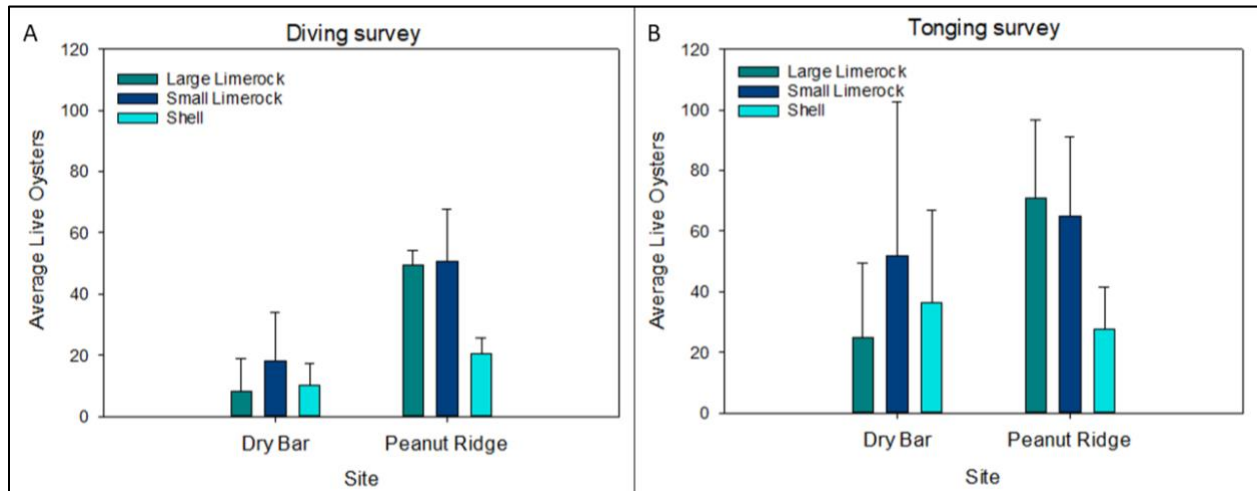 A
Diving survey
120
100
80
60
40
20
0
Average Live Oysters
Large Limerock
Small Limerock
Shell
Dry Bar
Peanut Ridge
Site
B
Tonging survey
120
100
80
60
40
20
0
Average Live Oysters
Large Limerock
Small Limerock
Shell
Dry Bar
Peanut Ridge
Site